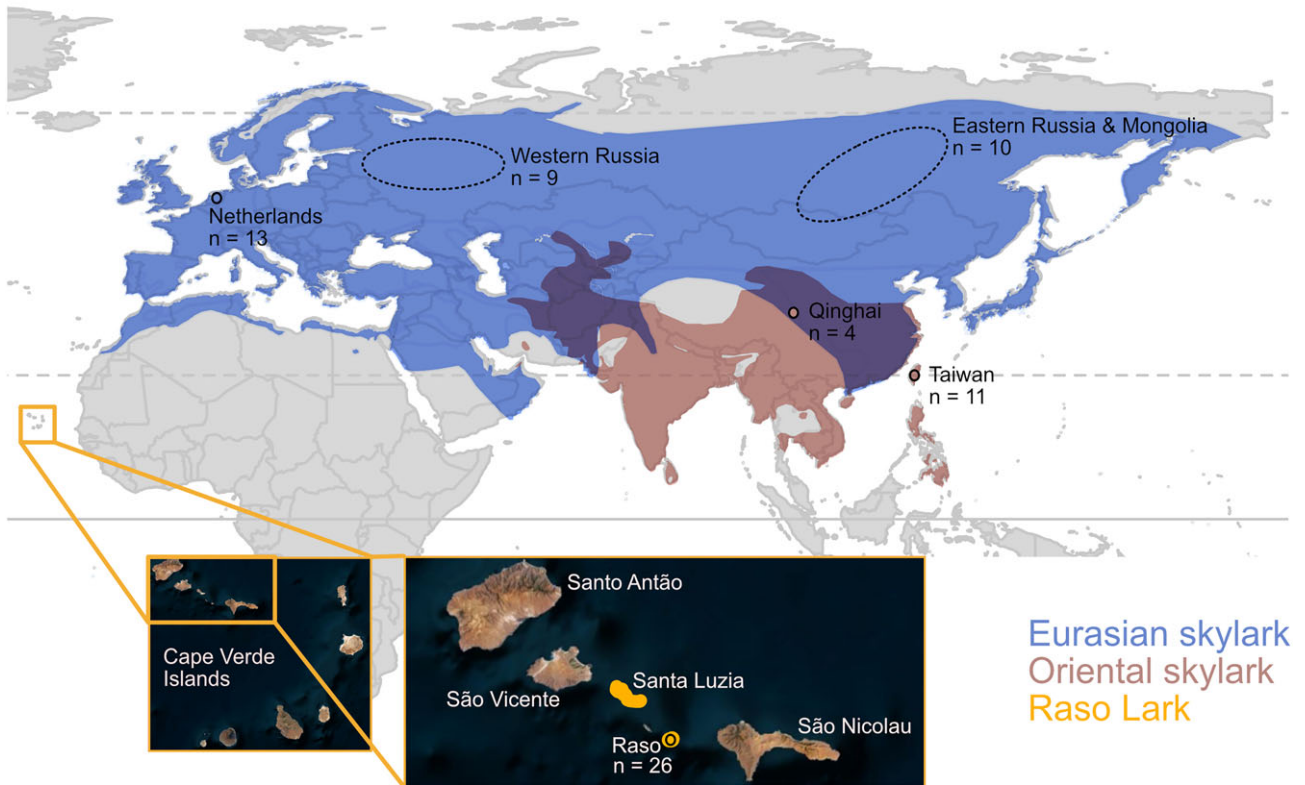 Western Russia
n = 9
Eastern Russia & Mongolia
n = 10
Netherlands
n = 13
Qinghai
n = 4
Taiwan
n = 11
Cape Verde
Islands
Santo Antão
São Vicente
Santa Luzia
São Nicolau
Raso
n = 26
Eurasian skylark
Oriental skylark
Raso Lark